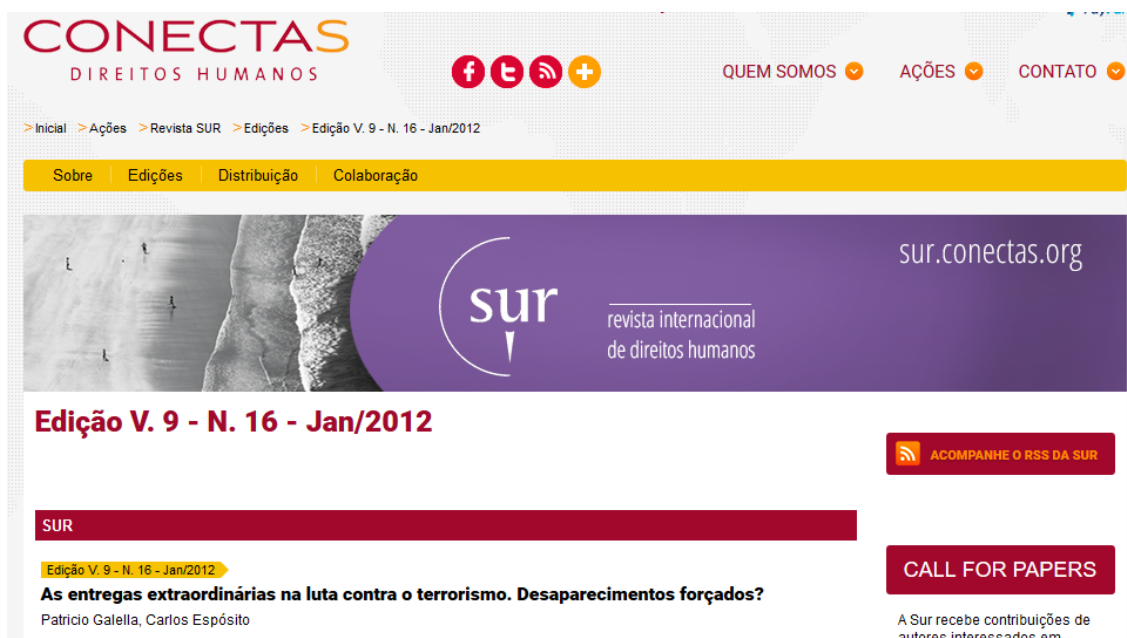 CONECTAS
DIREITOS HUMANOS
QUEM SOMOS
AÇÕES
CONTATO
>Inicial >Ações >Revista SUR >Edições >Edição V. 9 - N. 16 - Jan/2012
Sobre
Edições
Distribuição
Colaboração
sur.conectas.org
sur
revista internacional
de direitos humanos
Edição V. 9 - N. 16 - Jan/2012
ACOMPANHE O RSS DA SUR
SUR
Edição V. 9 - N. 16 - Jan/2012
As entregas extraordinárias na luta contra o terrorismo. Desaparecimentos forçados?
Patricio Galella, Carlos Espósito
CALL FOR PAPERS
A Sur recebe contribuições de
autores interessados em